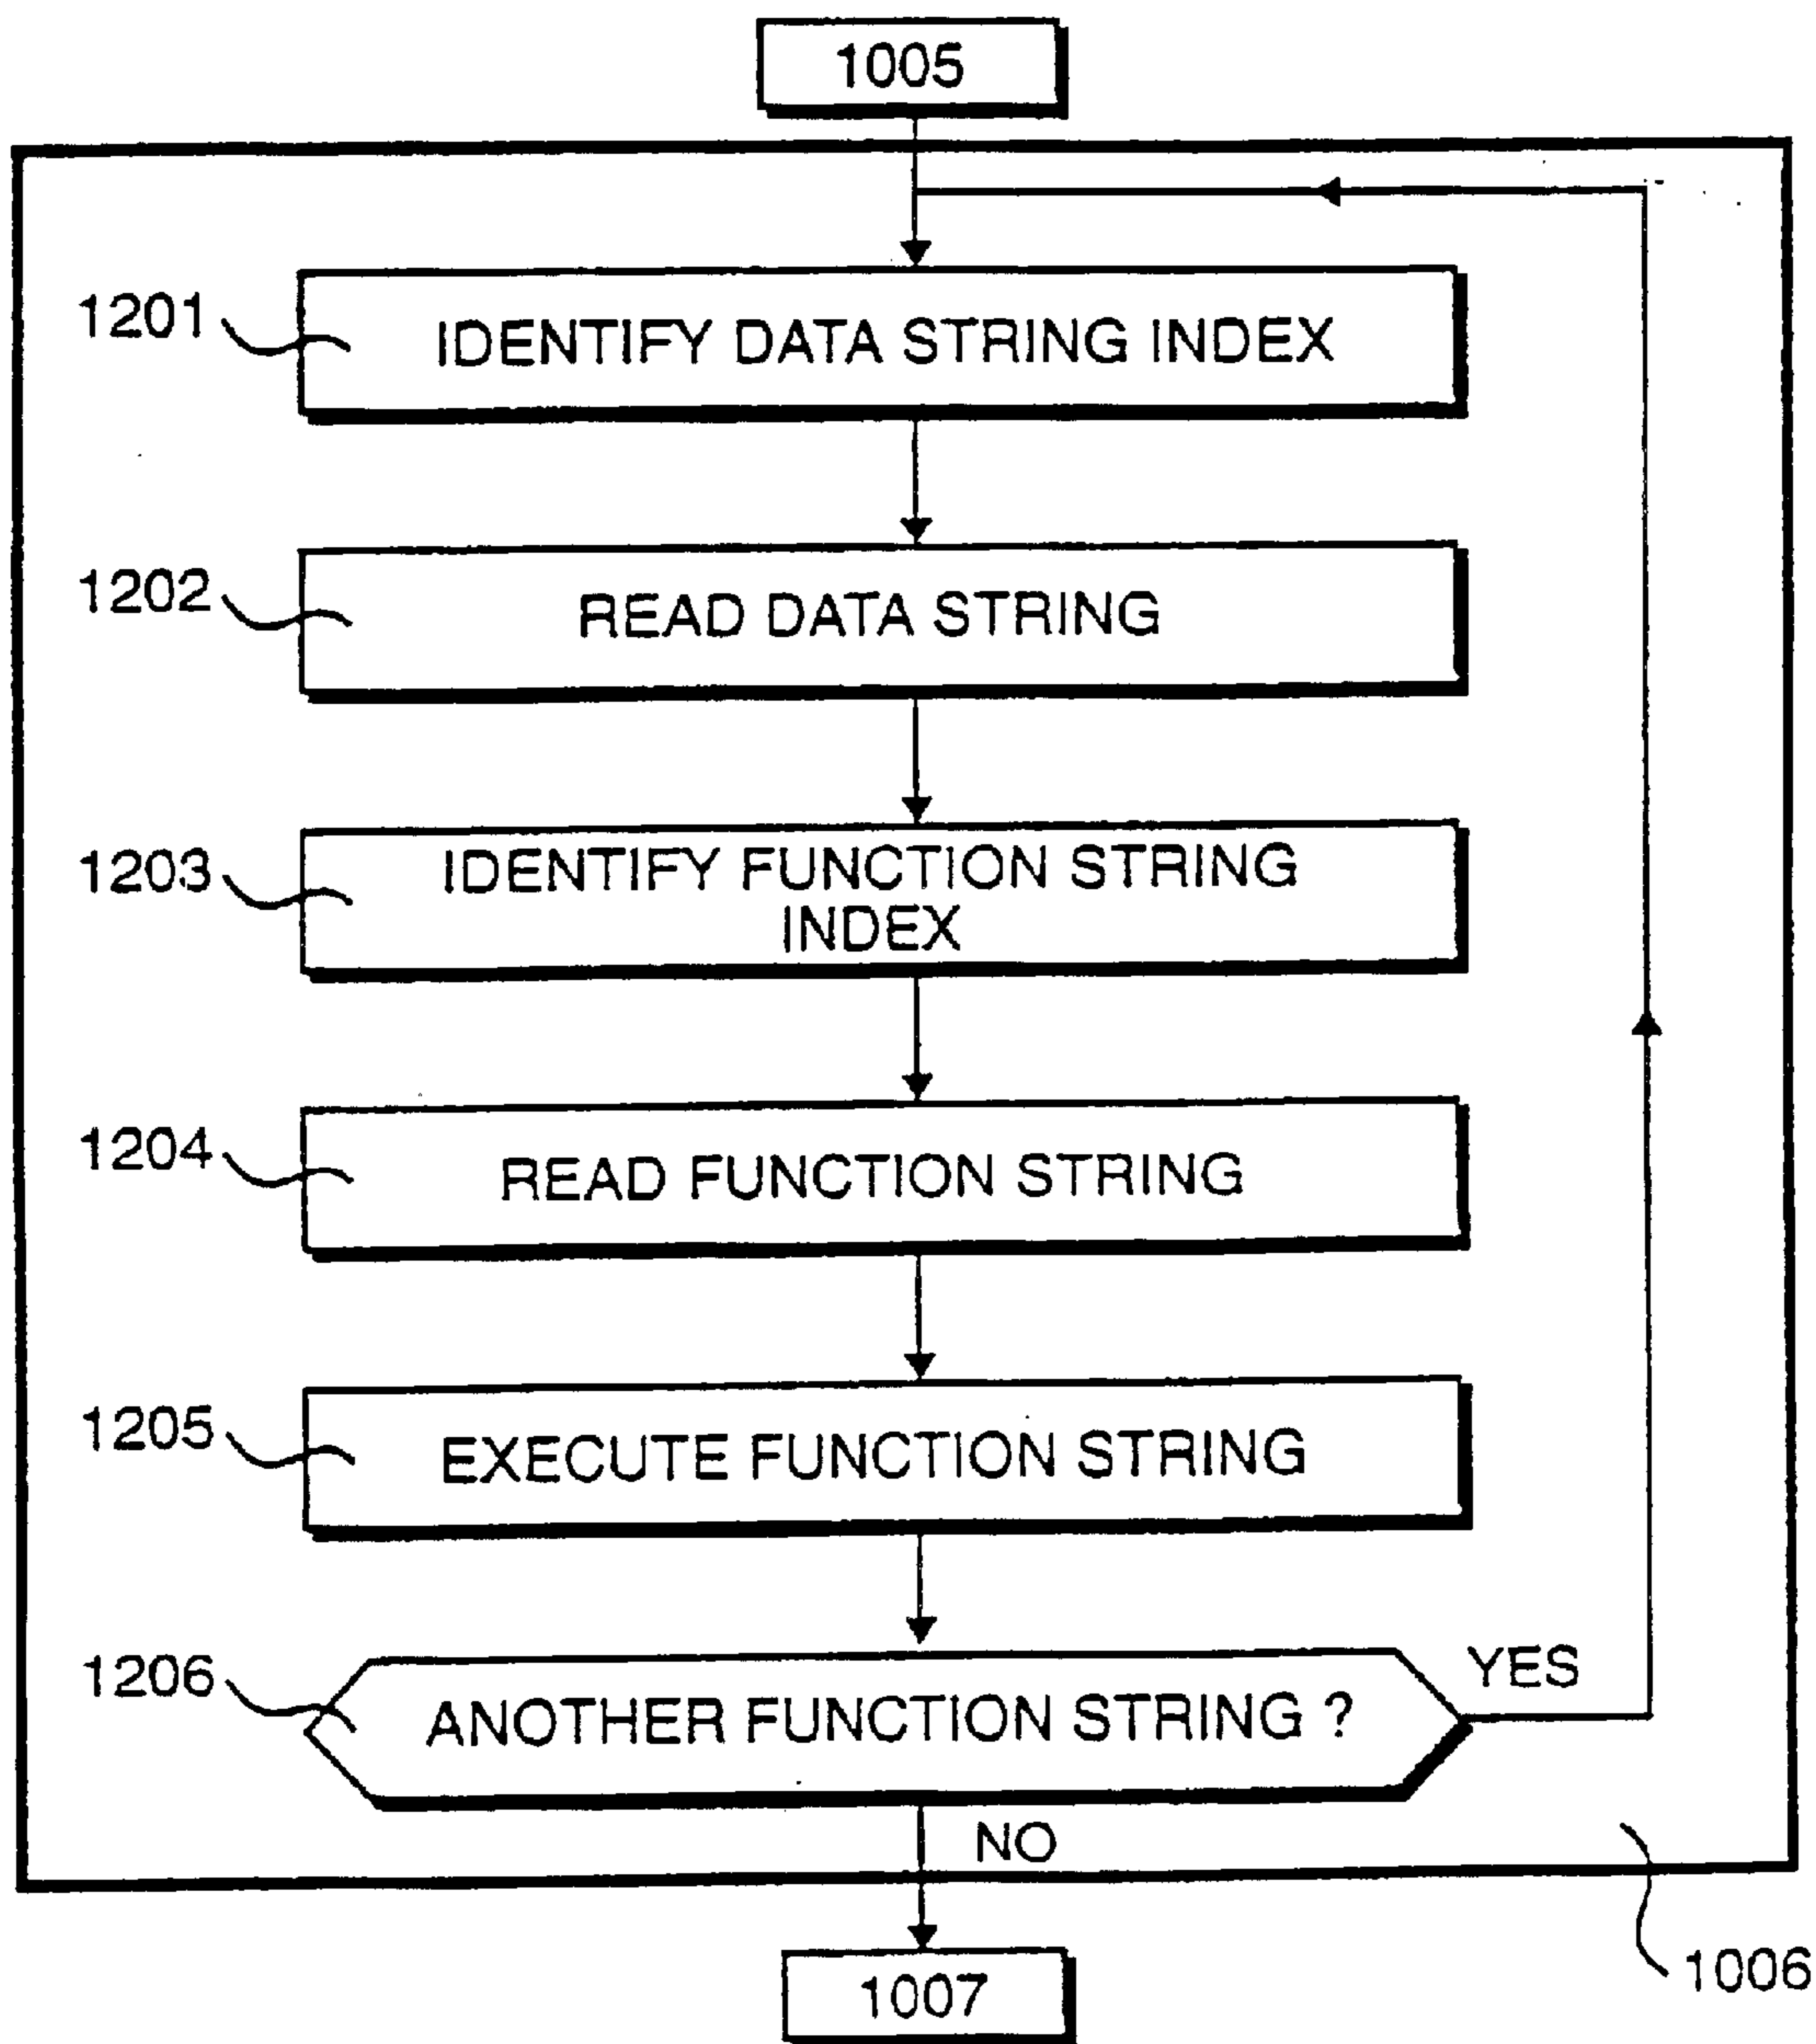 1005
1201
IDENTIFY DATA STRING INDEX
1202
READ DATA STRING
1203
IDENTIFY FUNCTION STRING
INDEX
1204
READ FUNCTION STRING
1205
EXECUTE FUNCTION STRING
1206
ANOTHER FUNCTION STRING ?
YES
NO
1006
1007